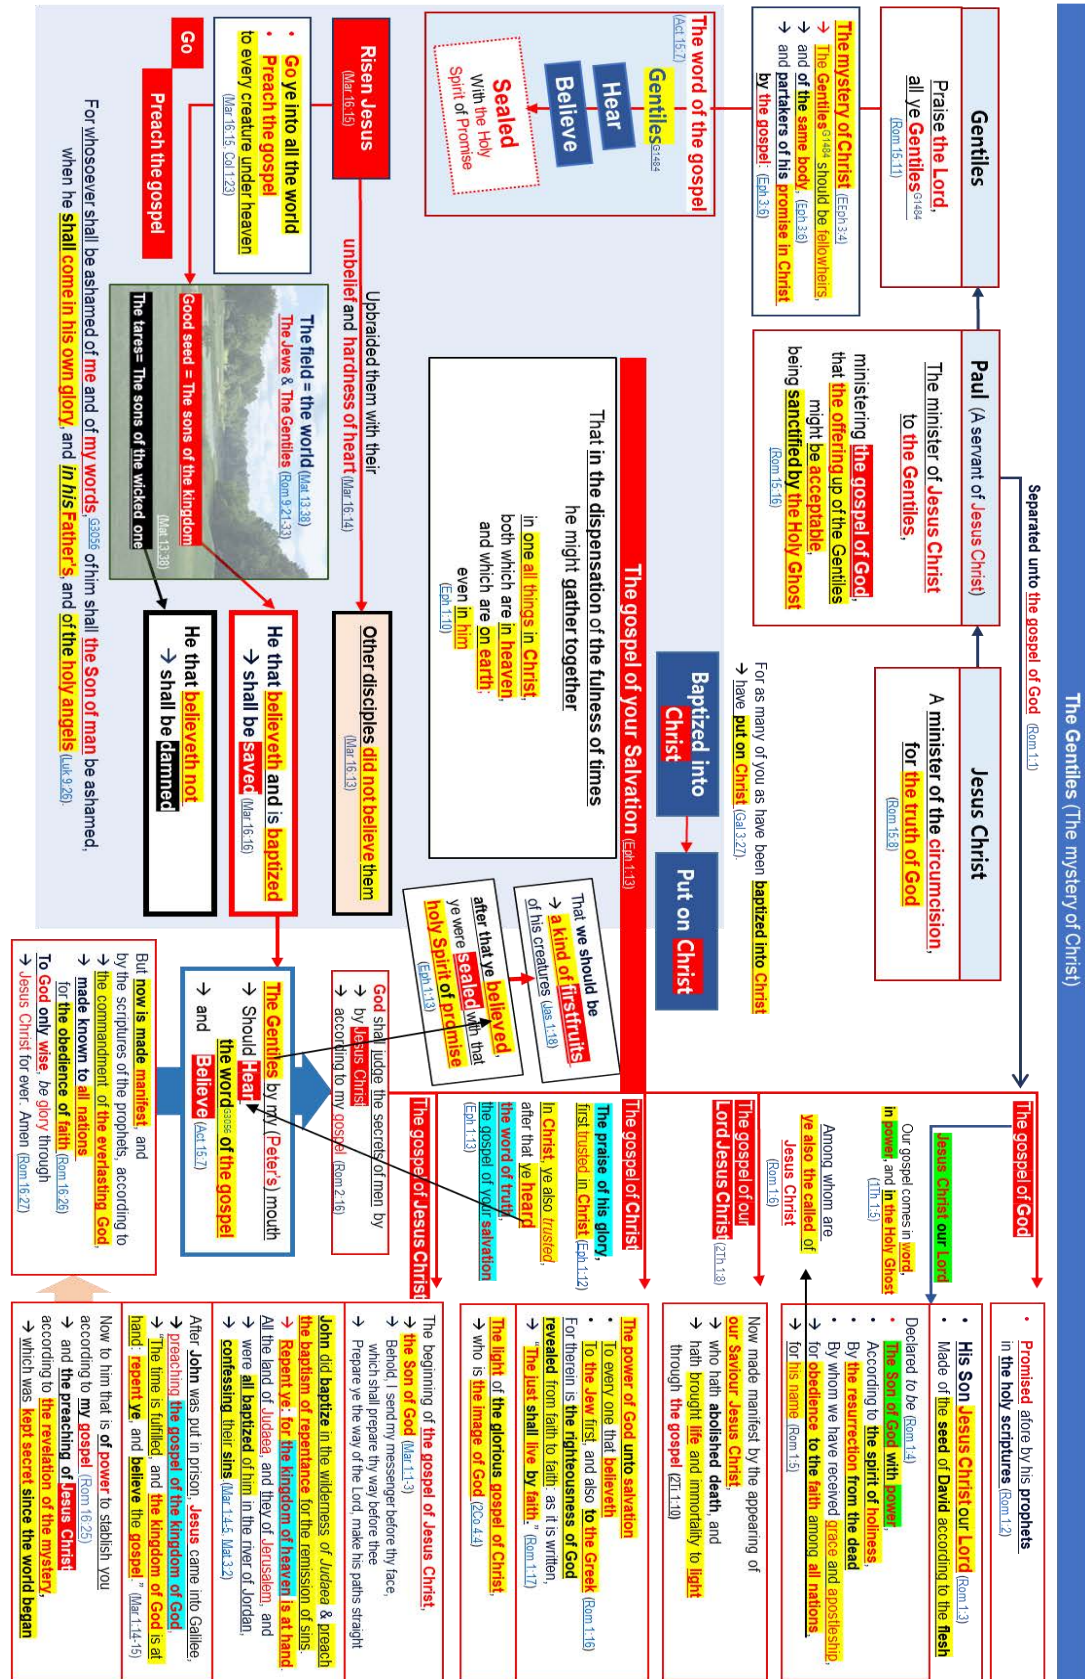 The Gentiles (The mystery of Christ)
Separated unto the gospel of God (Rom 1:1)
Gentiles
Praise the Lord,
all ye Gentiles G1484
(Rom 15:11)
Paul (A servant of Jesus Christ)
The minister of Jesus Christ
to the Gentiles,
ministering the gospel of God,
that the offering up of the Gentiles
might be acceptable,
being sanctified by the Holy Ghost
(Rom 15:16)
Jesus Christ
A minister of the circumcision,
for the truth of God
(Rom 15:8)
The mystery of Christ (EEph 3:4)
→ The Gentiles G1484 should be fellowheirs,
→ and of the same body, (Eph 3:6)
→ and partakers of his promise in Christ
by the gospel: (Eph 3:6)
The word of the gospel
(Act 15:7)
Gentiles G1484
Hear
Believe
Sealed
With the Holy
Spirit of Promise
For as many of you as have been baptized into Christ
→ have put on Christ (Gal 3:27).
Baptized into
Christ
Put on Christ
The gospel of your Salvation (Eph 1:13)
That in the dispensation of the fulness of times
he might gather together
in one all things in Christ,
both which are in heaven,
and which are on earth;
even in him
(Eph 1:10)
That we should be
→ a kind of firstfruits
of his creatures (Jas 1:18)
after that ye believed,
ye were sealed with that
holy Spirit of promise
(Eph 1:13)
Risen Jesus
(Mar 16:15)
Upbraided them with their
unbelief and hardness of heart (Mar 16:14)
Other disciples did not believe them
(Mar 16:13)
• Go ye into all the world
• Preach the gospel
to every creature under heaven
(Mar 16:15, Col 1:23)
Go
Preach the gospel
The field = the world (Mat 13:38)
The Jews & The Gentiles (Rom 9:21-33)
Good seed = The sons of the kingdom
The tares= The sons of the wicked one
(Mat 13:38)
He that believeth and is baptized
→ shall be saved (Mar 16:16)
He that believeth not
→ shall be damned
For whosoever shall be ashamed of me and of my words, G3056 of him shall the Son of man be ashamed,
when he shall come in his own glory, and in his Father's, and of the holy angels (Luk 9:26).
God shall judge the secrets of men by
→ by Jesus Christ
→ according to my gospel (Rom 2:16)
The Gentiles by my (Peter's) mouth
→ Should Hear
the word G3056 of the gospel
→ and Believe (Act 15:7)
But now is made manifest, and
by the scriptures of the prophets, according to
→ the commandment of the everlasting God,
→ made known to all nations
for the obedience of faith (Rom 16:26)
To God only wise, be glory through
→ Jesus Christ for ever. Amen (Rom 16:27)
The gospel of God
• Promised afore by his prophets
in the holy scriptures (Rom 1:2)
Jesus Christ our Lord
Our gospel comes in word,
in power, and in the Holy Ghost
(1Th 1:5)
Among whom are
ye also the called of
Jesus Christ
(Rom 1:6)
• His Son Jesus Christ our Lord (Rom 1:3)
• Made of the seed of David according to the flesh
Declared to be (Rom 1:4)
• The Son of God with power,
• According to the spirit of holiness,
• By the resurrection from the dead
• By whom we have received grace and apostleship,
→ for obedience to the faith among all nations.
→ for his name (Rom 1:5)
The gospel of our
Lord Jesus Christ (2Th 1:8)
Now made manifest by the appearing of
our Saviour Jesus Christ,
→ who hath abolished death, and
→ hath brought life and immortality to light
through the gospel (2Ti 1:10)
The gospel of Christ
The praise of his glory,
first trusted in Christ (Eph 1:12)
In Christ, ye also trusted,
after that ye heard
the word of truth,
the gospel of your salvation
(Eph 1:13)
The power of God unto salvation
• To every one that believeth
• To the Jew first, and also to the Greek (Rom 1:16)
For therein is the righteousness of God
revealed from faith to faith: as it is written,
→ "The just shall live by faith." (Rom 1:17)
The light of the glorious gospel of Christ,
→ who is the image of God (2Co 4:4)
The gospel of Jesus Christ
The beginning of the gospel of Jesus Christ,
→ the Son of God (Mar 1:1-3)
→ Behold, I send my messenger before thy face,
which shall prepare thy way before thee
→ Prepare ye the way of the Lord, make his paths straight
John did baptize in the wilderness of Judaea & preach
the baptism of repentance for the remission of sins.
→ Repent ye: for the kingdom of heaven is at hand.
All the land of Judaea, and they of Jerusalem, and
→ were all baptized of him in the river of Jordan,
→ confessing their sins (Mar 1:4-5, Mat 3:2)
After John was put in prison, Jesus came into Galilee,
→ preaching the gospel of the kingdom of God,
→ "The time is fulfilled, and the kingdom of God is at
hand: repent ye, and believe the gospel." (Mar 1:14-15)
Now to him that is of power to stablish you
according to my gospel (Rom 16:25)
→ and the preaching of Jesus Christ
according to the revelation of the mystery,
→ which was kept secret since the world began